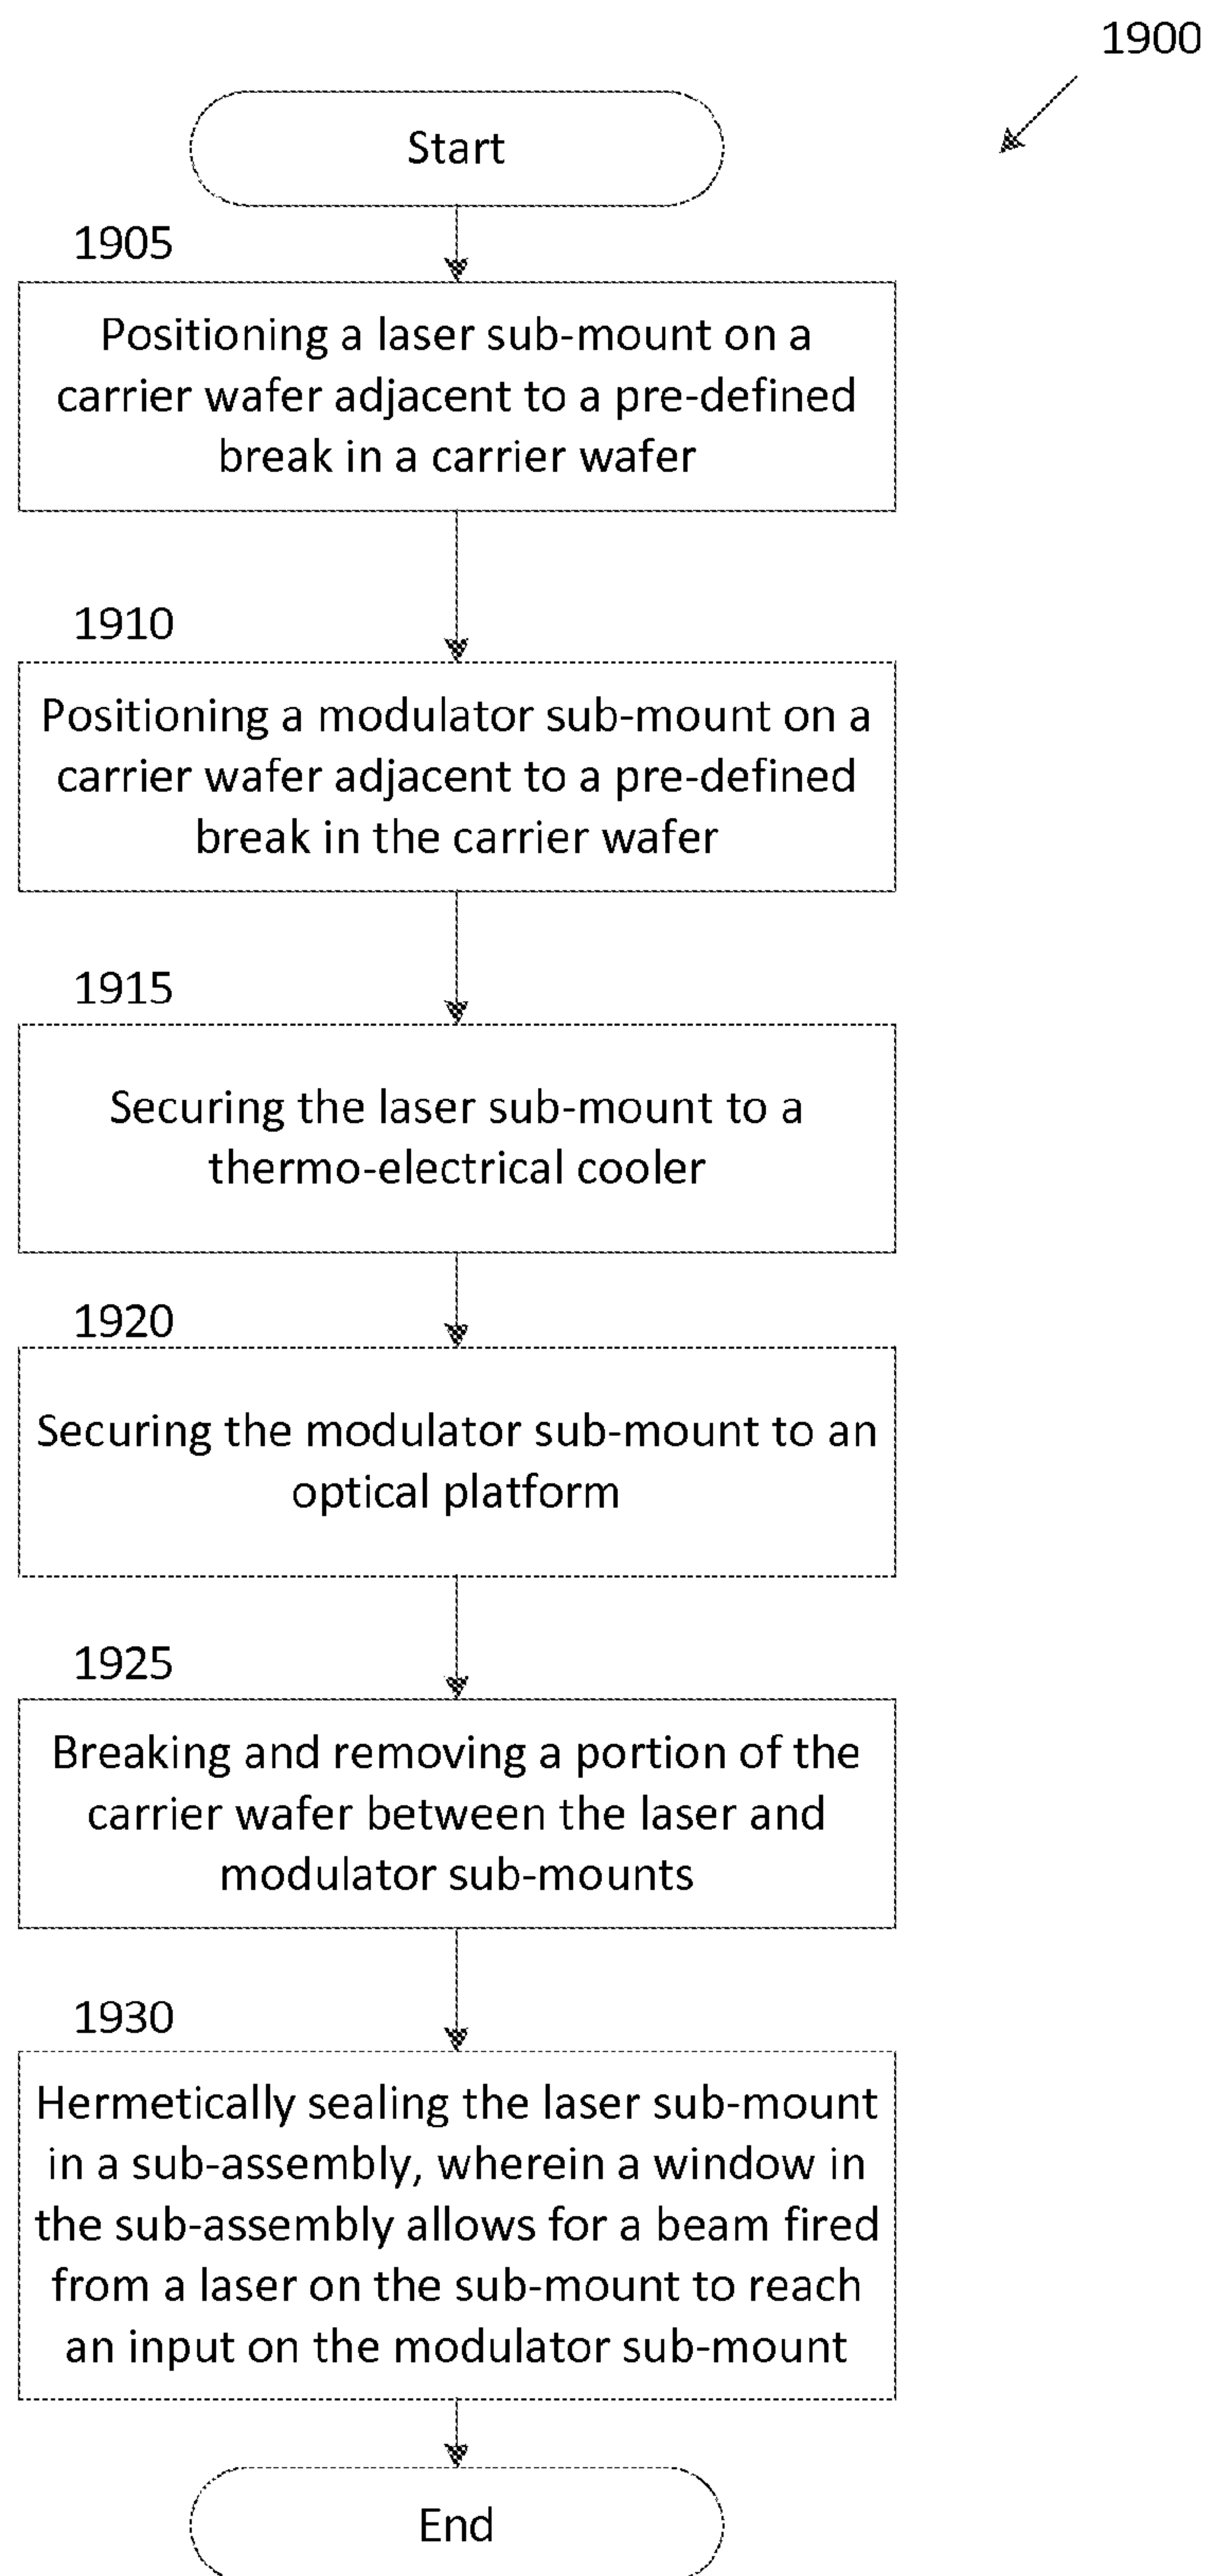 1900
Start
1905
Positioning a laser sub-mount on a
carrier wafer adjacent to a pre-defined
break in a carrier wafer
1910
Positioning a modulator sub-mount on a
carrier wafer adjacent to a pre-defined
break in the carrier wafer
1915
Securing the laser sub-mount to a
thermo-electrical cooler
1920
Securing the modulator sub-mount to an
optical platform
1925
Breaking and removing a portion of the
carrier wafer between the laser and
modulator sub-mounts
1930
Hermetically sealing the laser sub-mount
in a sub-assembly, wherein a window in
the sub-assembly allows for a beam fired
from a laser on the sub-mount to reach
an input on the modulator sub-mount
End